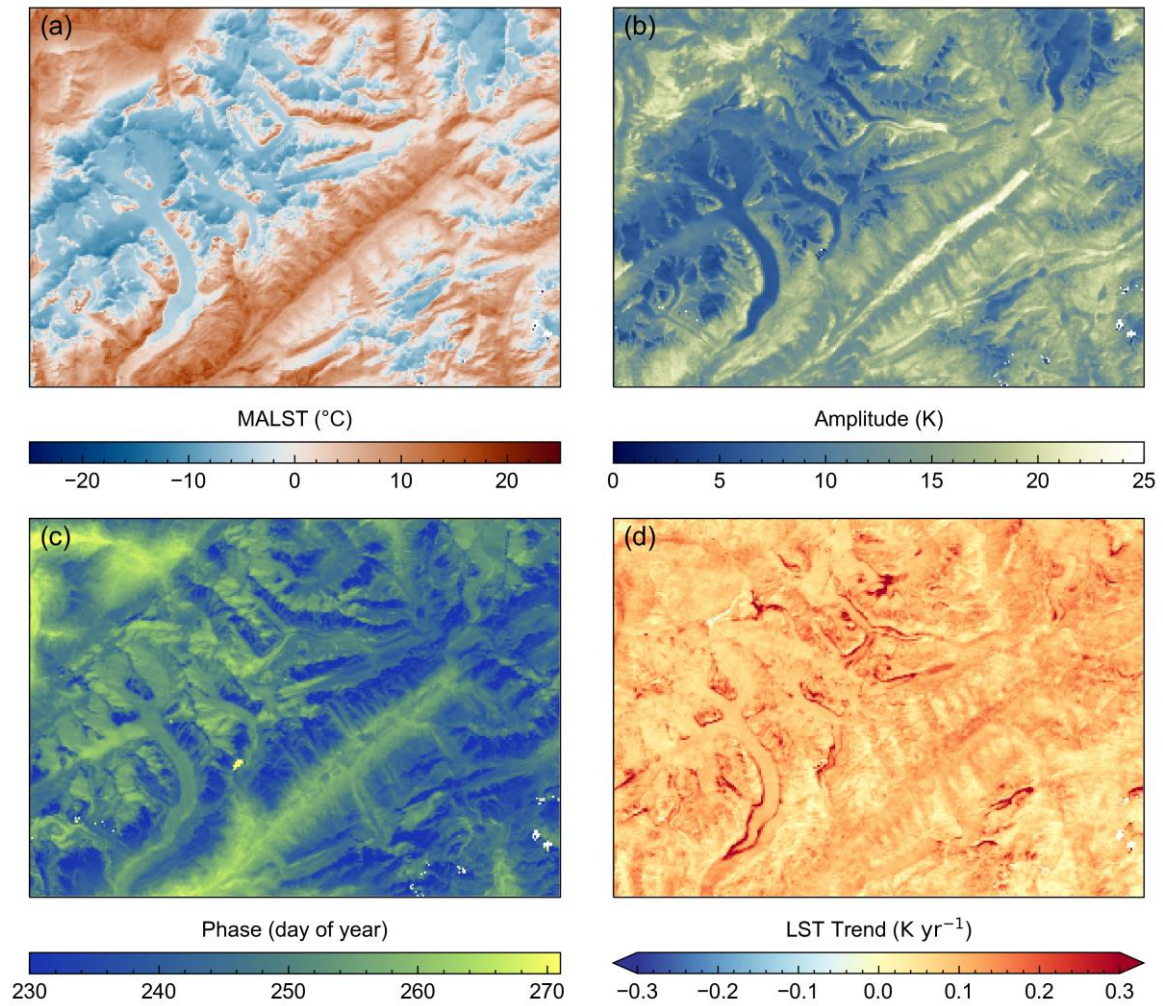 (a)
(b)
MALST (°C)
Amplitude (K)
−20 −10 0 10 20
0 5 10 15 20 25
(c)
(d)
Phase (day of year)
LST Trend (K yr⁻¹)
230 240 250 260 270
−0.3 −0.2 −0.1 0.0 0.1 0.2 0.3